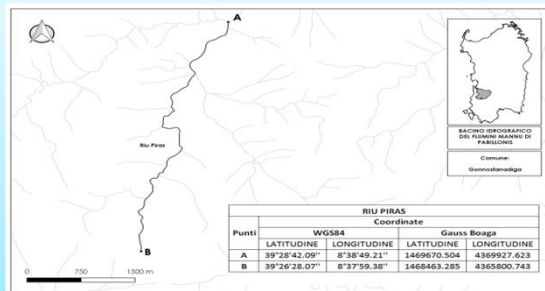 A
Riu Piras
B
0 750 1500 m
BACINO IDROGRAFICO
DEL FLUMINI MANNU DI
PABILLONIS
Comune:
Gonnosfanadiga
RIU PIRAS
Punti Coordinate
WGS84 Gauss Boaga
LATITUDINE LONGITUDINE LATITUDINE LONGITUDINE
A 39°28'42.09'' 8°38'49.21'' 1469670.504 4369927.623
B 39°26'28.07'' 8°37'59.38'' 1468463.285 4365800.743